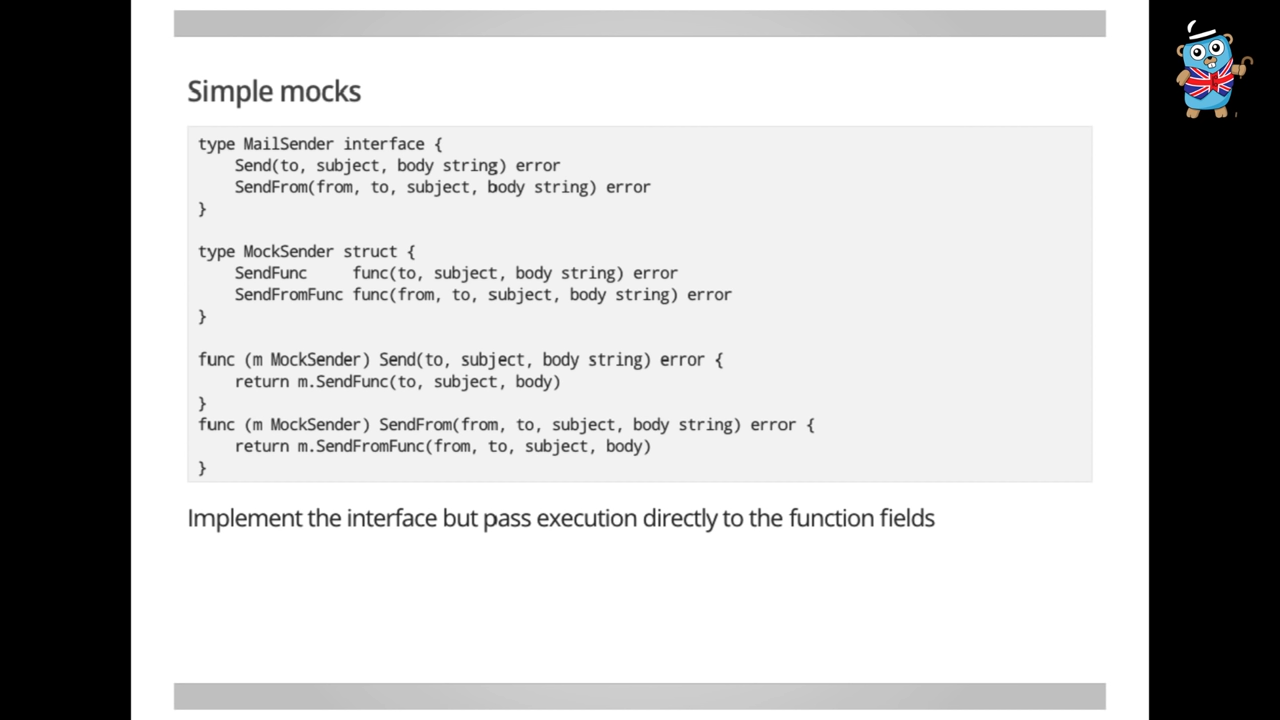 Simple mocks
type MailSender interface {
    Send(to, subject, body string) error
    SendFrom(from, to, subject, body string) error
}
type MockSender struct {
    SendFunc     func(to, subject, body string) error
    SendFromFunc func(from, to, subject, body string) error
}
func (m MockSender) Send(to, subject, body string) error {
    return m.SendFunc(to, subject, body)
}
func (m MockSender) SendFrom(from, to, subject, body string) error {
    return m.SendFromFunc(from, to, subject, body)
}
Implement the interface but pass execution directly to the function fields